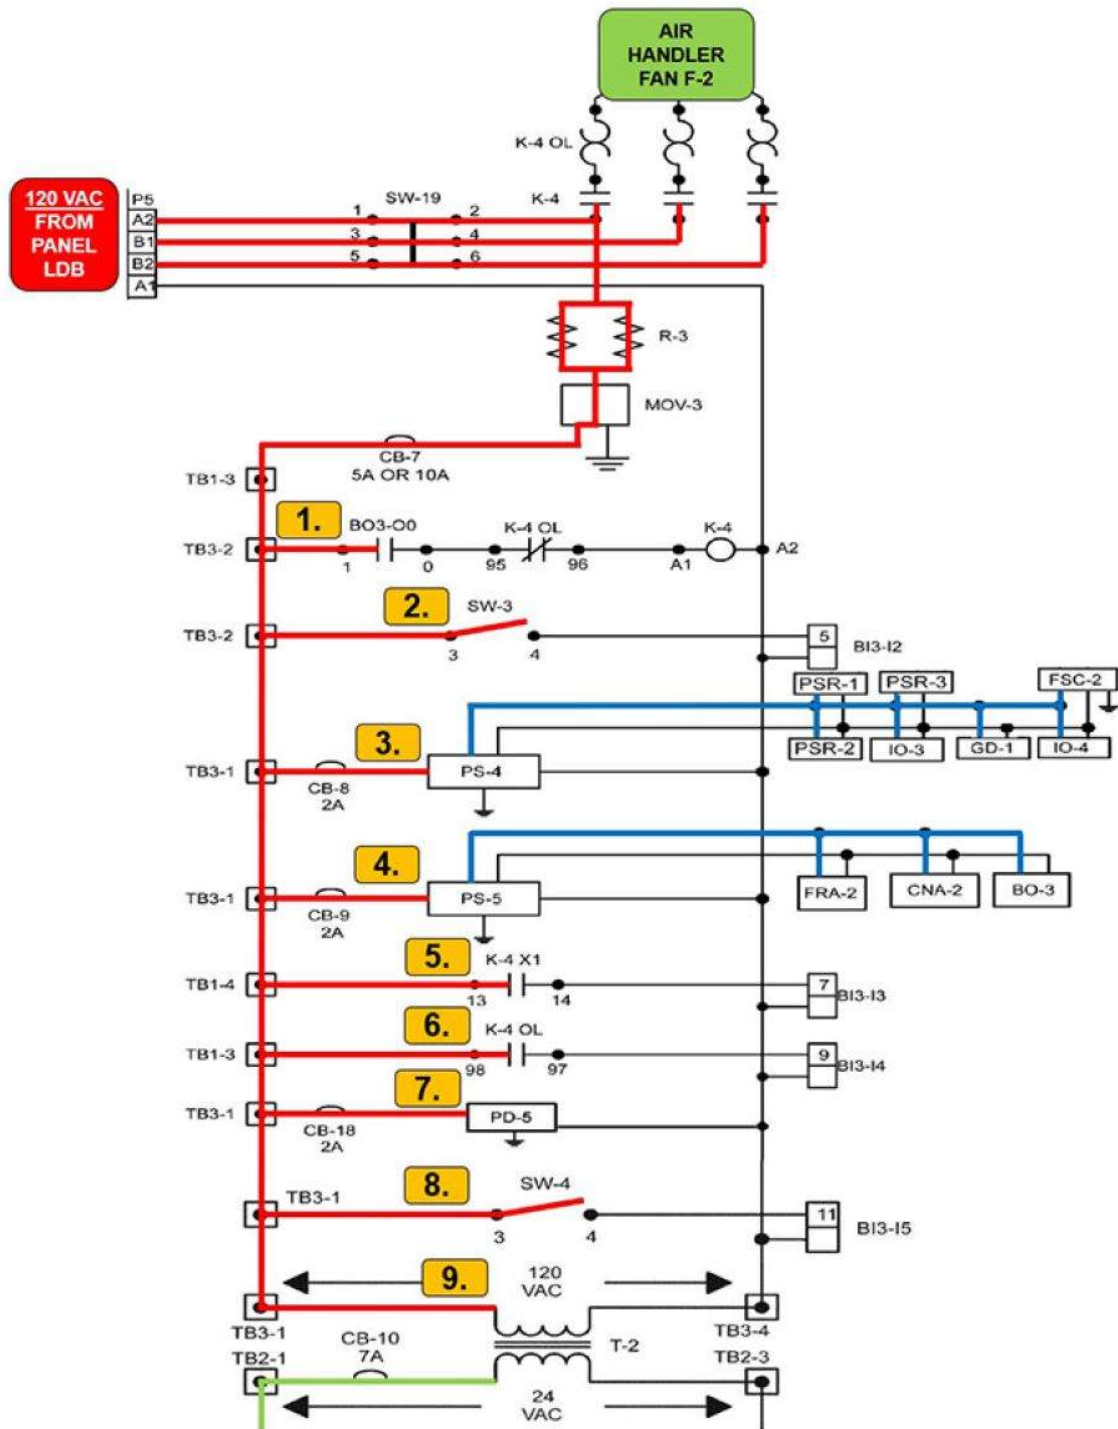 AIR
HANDLER
FAN F-2
K-4 OL
120 VAC
FROM
PANEL
LDB
P5
A2
B1
B2
A1
SW-19
1
2
3
4
5
6
K-4
R-3
MOV-3
CB-7
5A OR 10A
TB1-3
1.
BO3-O0
K-4 OL
K-4
TB3-2
1
0
95
96
A1
A2
2.
SW-3
TB3-2
3
4
5
BI3-I2
PSR-1
PSR-3
FSC-2
PSR-2
IO-3
GD-1
IO-4
3.
TB3-1
CB-8
2A
PS-4
4.
TB3-1
CB-9
2A
PS-5
FRA-2
CNA-2
BO-3
5.
K-4 X1
TB1-4
13
14
7
BI3-I3
6.
K-4 OL
TB1-3
98
97
9
BI3-I4
7.
TB3-1
CB-18
2A
PD-5
8.
TB3-1
SW-4
3
4
11
BI3-I5
9.
120
VAC
TB3-1
TB3-4
T-2
TB2-1
CB-10
7A
TB2-3
24
VAC